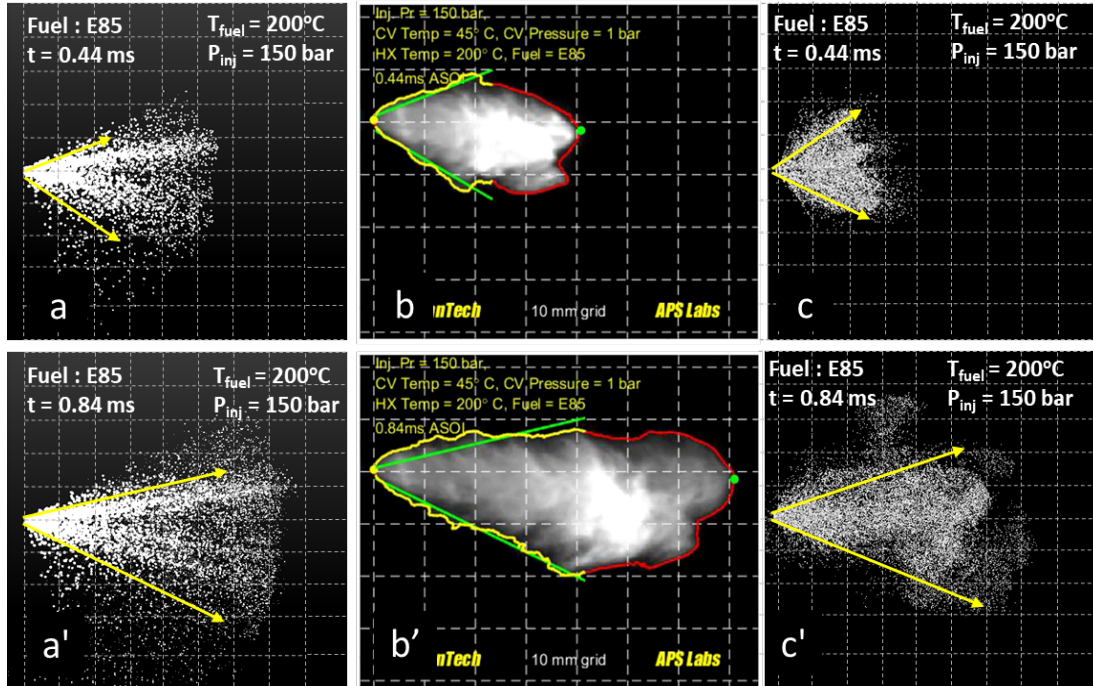 Fuel : E85
T_fuel = 200°C
t = 0.44 ms
P_inj = 150 bar
a
Inj. Pr = 150 bar,
CV Temp = 45° C, CV Pressure = 1 bar
HX Temp = 200° C, Fuel = E85
0.44ms ASOI
b
nTech
10 mm grid
APS Labs
Fuel : E85
T_fuel = 200°C
t = 0.44 ms
P_inj = 150 bar
c
Fuel : E85
T_fuel = 200°C
t = 0.84 ms
P_inj = 150 bar
a'
Inj. Pr = 150 bar,
CV Temp = 45° C, CV Pressure = 1 bar
HX Temp = 200° C, Fuel = E85
0.84ms ASOI
b'
nTech
10 mm grid
APS Labs
Fuel : E85
T_fuel = 200°C
t = 0.84 ms
P_inj = 150 bar
c'